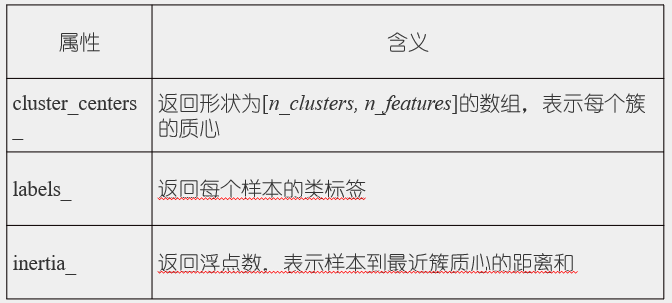 属性
含义
cluster_centers
_
返回形状为[n_clusters, n_features]的数组，表示每个簇
的质心
labels_
返回每个样本的类标签
inertia_
返回浮点数，表示样本到最近簇质心的距离和